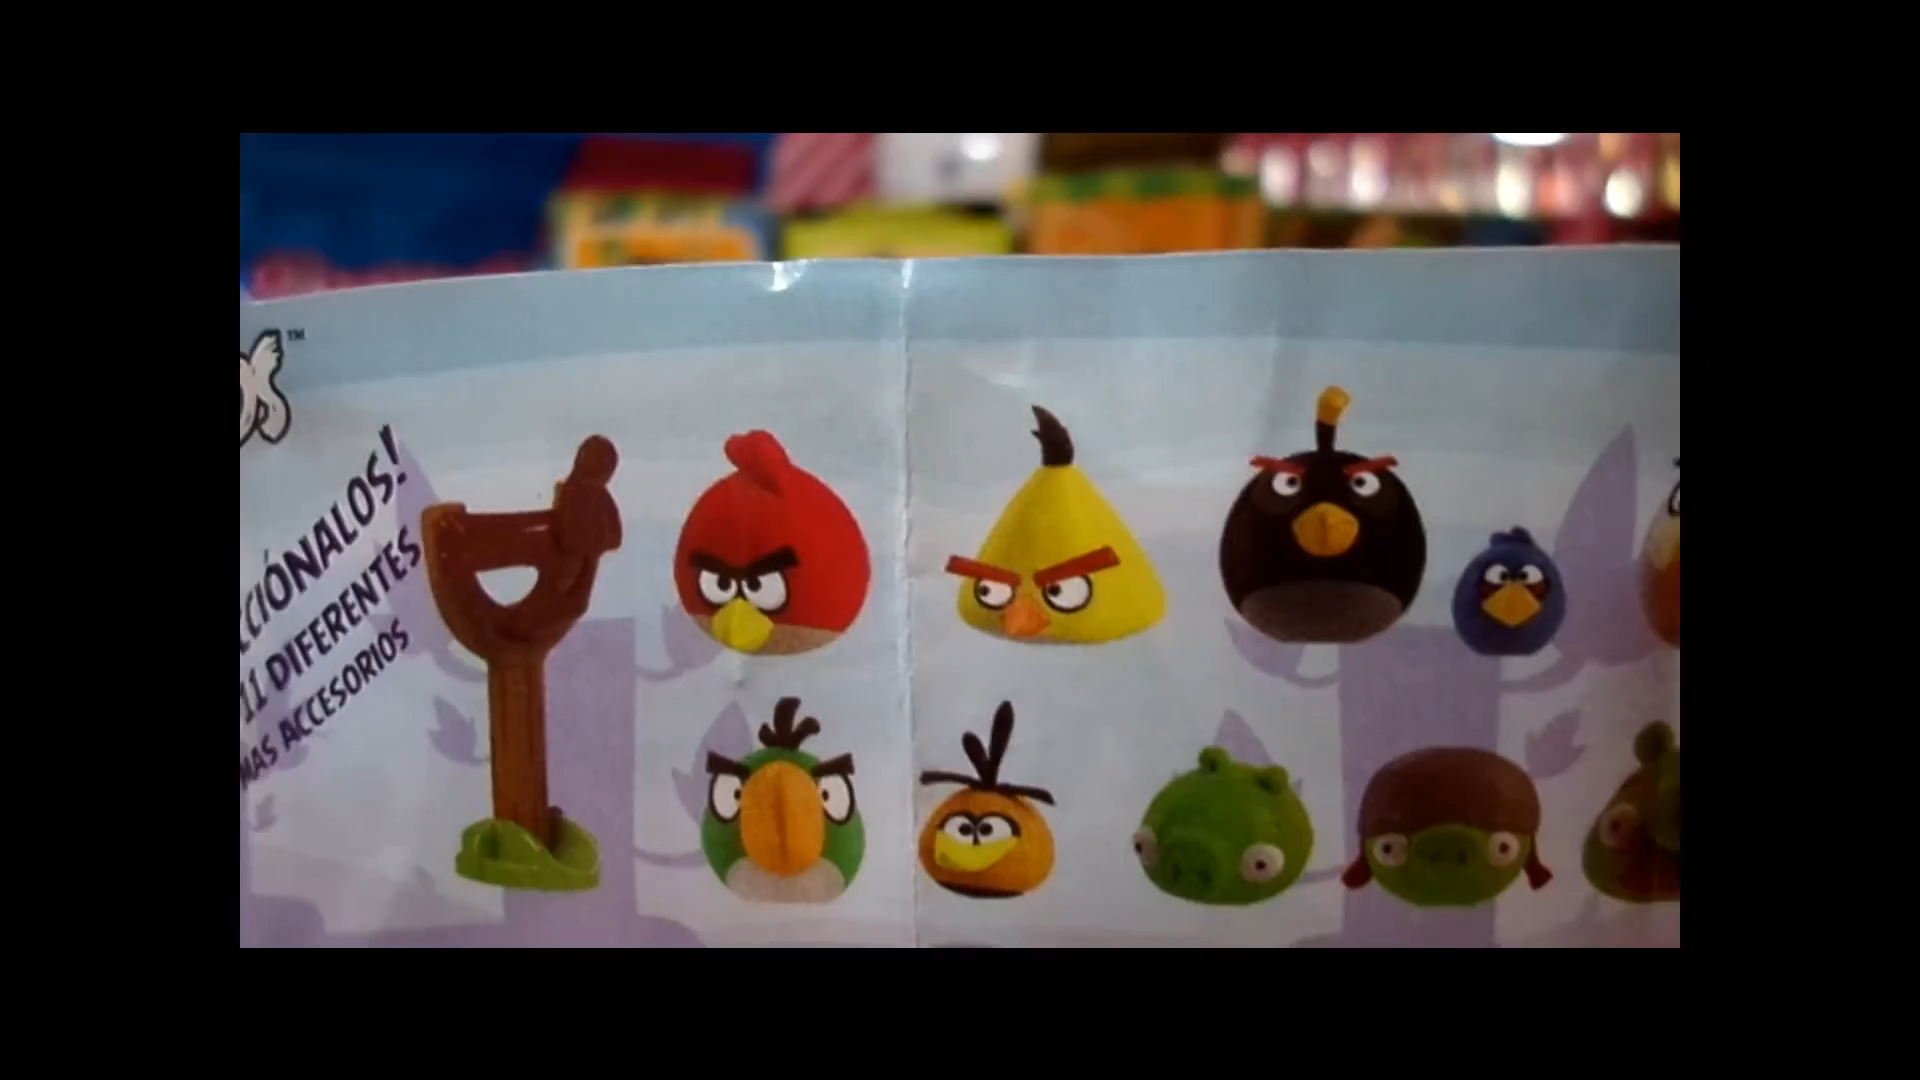 ™
CCIÓNALOS!
11 DIFERENTES
MAS ACCESORIOS